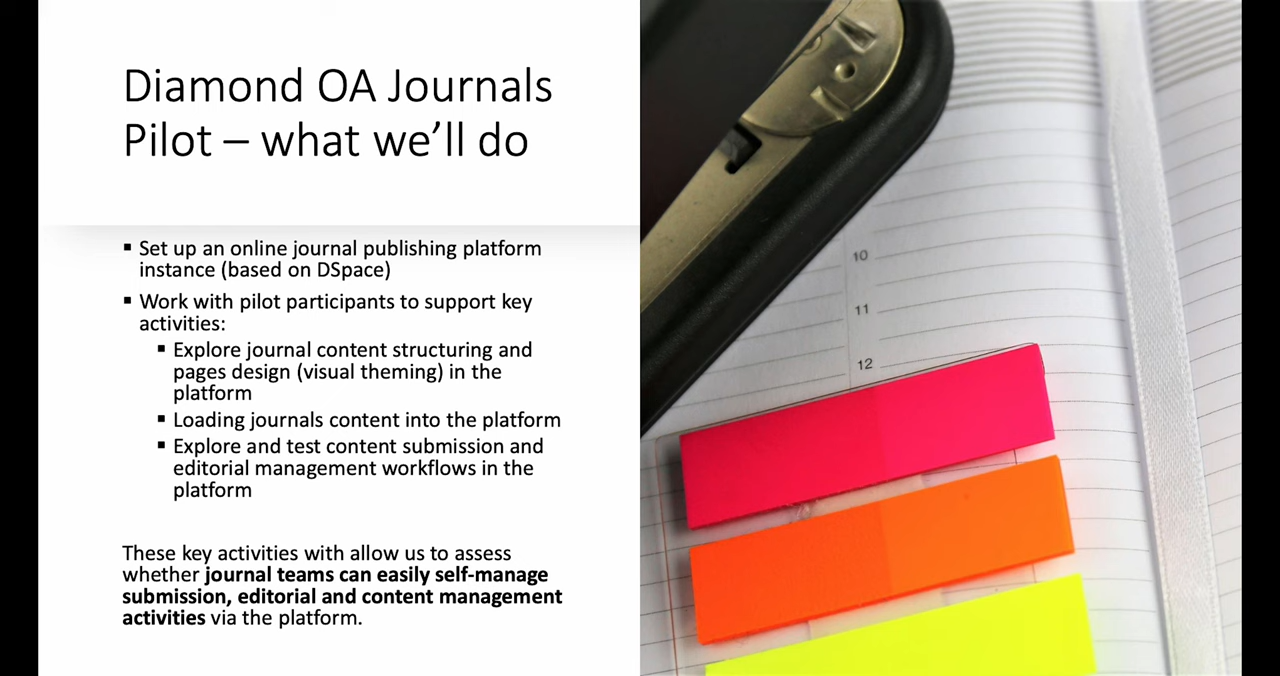 Diamond OA Journals
Pilot – what we’ll do
▪ Set up an online journal publishing platform
instance (based on DSpace)
▪ Work with pilot participants to support key
activities:
▪ Explore journal content structuring and
pages design (visual theming) in the
platform
▪ Loading journals content into the platform
▪ Explore and test content submission and
editorial management workflows in the
platform
These key activities with allow us to assess
whether journal teams can easily self-manage
submission, editorial and content management
activities via the platform.
10
11
12